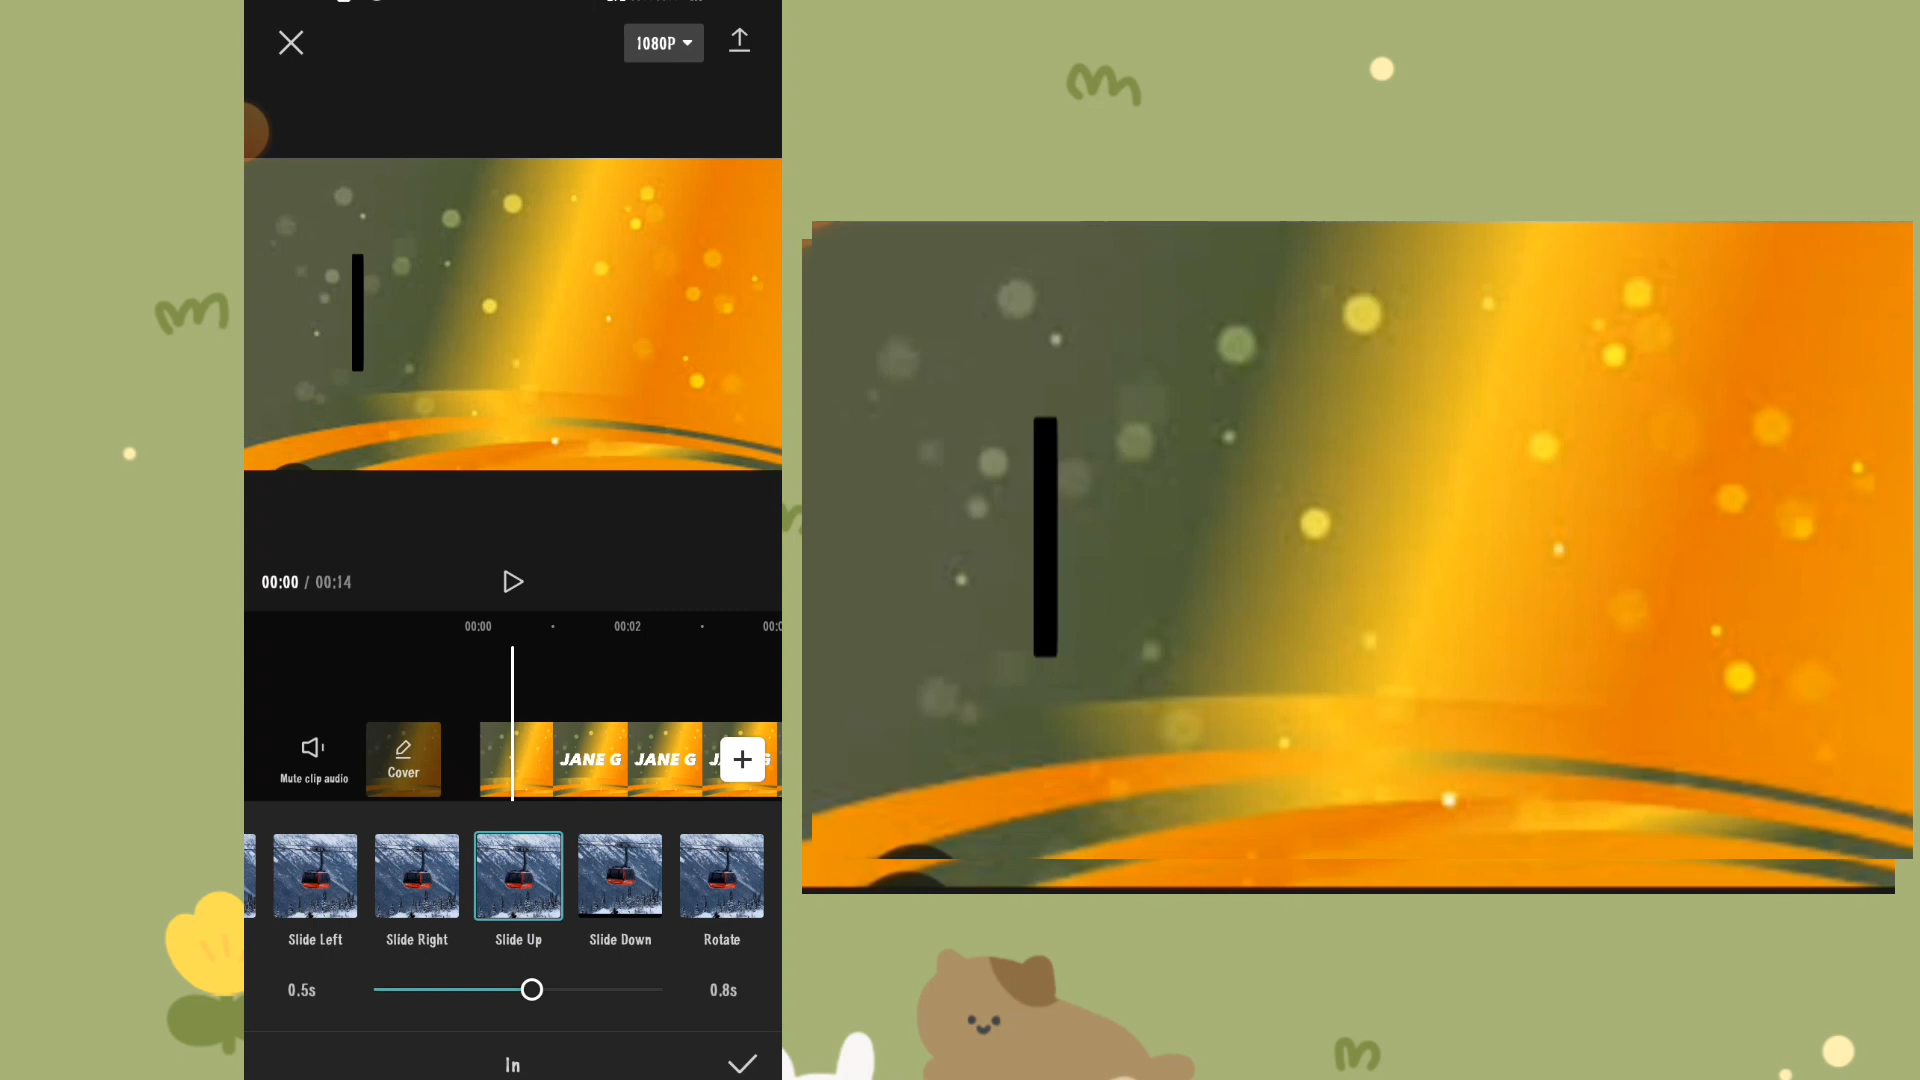 1080P
00:00 / 00:14
00:00
00:02
Mute clip audio
Cover
JANE G
JANE G
Slide Left
Slide Right
Slide Up
Slide Down
Rotate
0.5s
0.8s
In